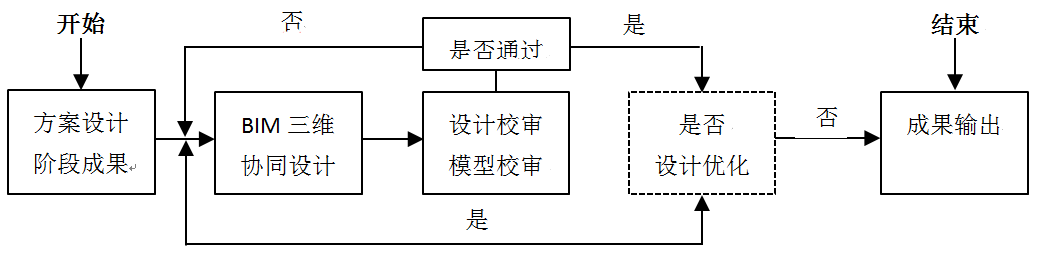 开始
否
是否通过
是
结束
方案设计
阶段成果
BIM 三维
协同设计
设计校审
模型校审
是否
设计优化
否
成果输出
是